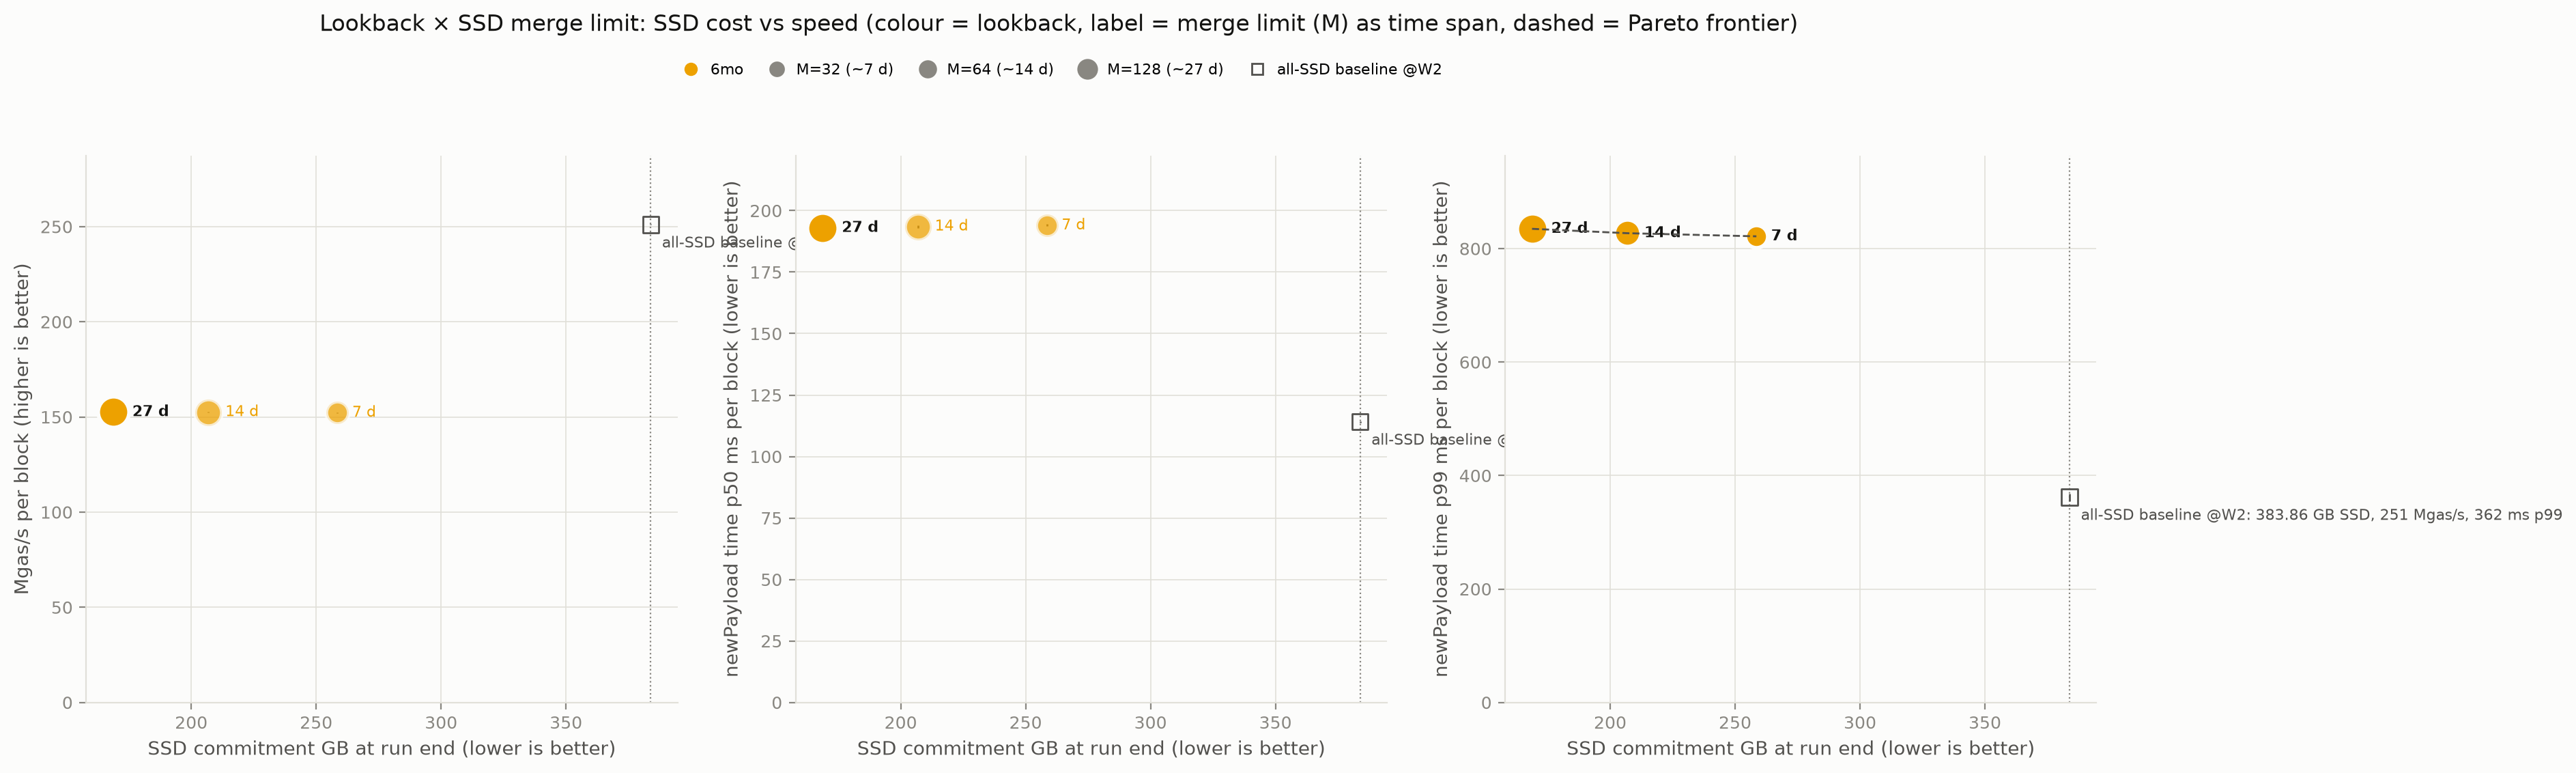 Lookback × SSD merge limit: SSD cost vs speed (colour = lookback, label = merge limit (M) as time span, dashed = Pareto frontier)
6mo M=32 (~7 d) M=64 (~14 d) M=128 (~27 d) all-SSD baseline @W2
Mgas/s per block (higher is better)
250
200
150
100
50
0
27 d 14 d 7 d
all-SSD baseline @
200 250 300 350
SSD commitment GB at run end (lower is better)
newPayload time p50 ms per block (lower is better)
200
175
150
125
100
75
50
25
0
27 d 14 d 7 d
all-SSD baseline @
200 250 300 350
SSD commitment GB at run end (lower is better)
newPayload time p99 ms per block (lower is better)
800
600
400
200
0
27 d 14 d 7 d
all-SSD baseline @W2: 383.86 GB SSD, 251 Mgas/s, 362 ms p99
200 250 300 350
SSD commitment GB at run end (lower is better)